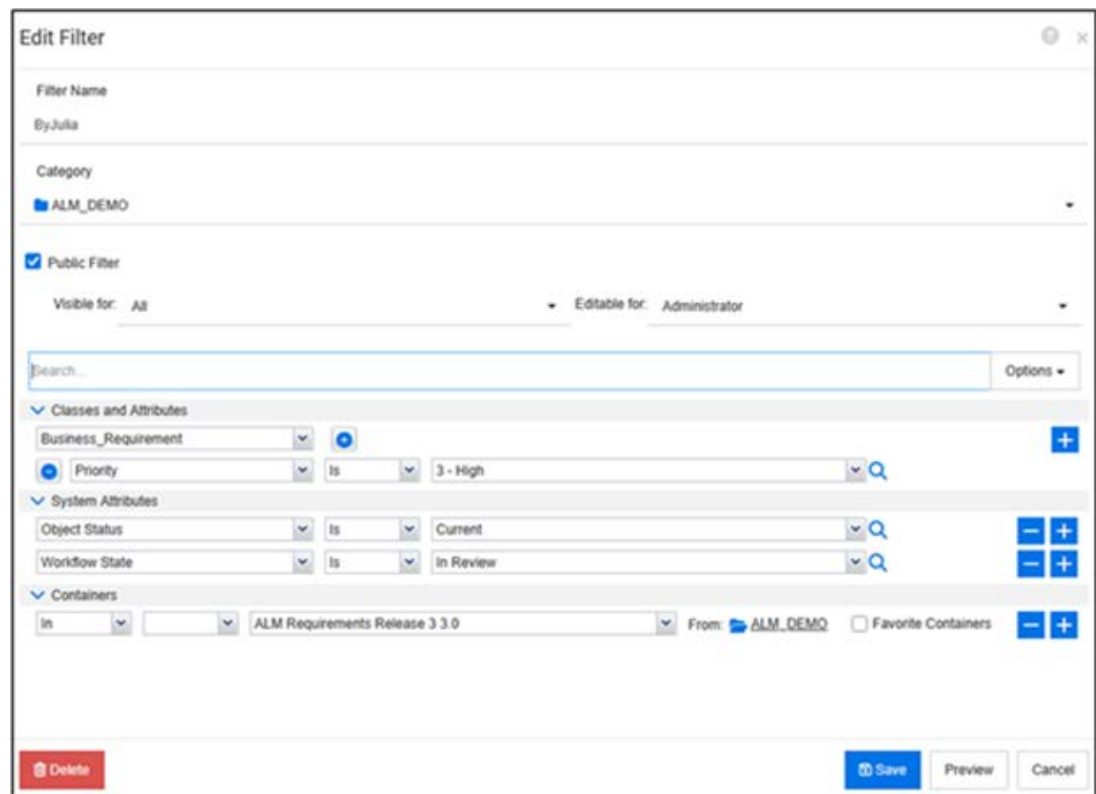 Edit Filter
Filter Name
ByJulia
Category
ALM_DEMO
Public Filter
Visible for: All Editable for: Administrator
Search... Options
Classes and Attributes
Business_Requirement
Priority Is 3 - High
System Attributes
Object Status Is Current
Workflow State Is In Review
Containers
In ALM Requirements Release 3 3.0 From: ALM_DEMO Favorite Containers
Delete Save Preview Cancel